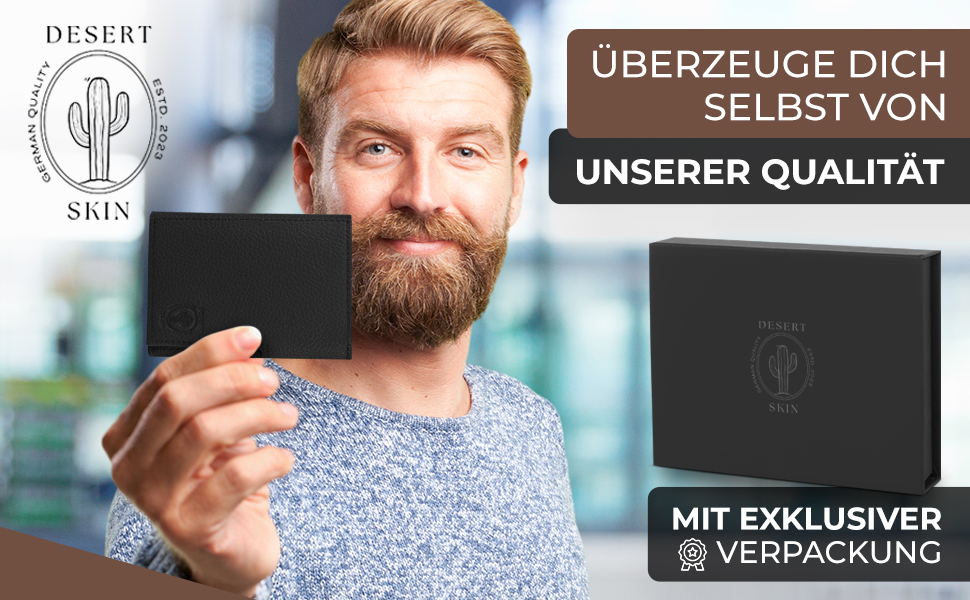 DESERT
GERMAN QUALITY
ESTD. 2023
SKIN
ÜBERZEUGE DICH
SELBST VON
UNSERER QUALITÄT
DESERT
GERMAN QUALITY
ESTD. 2023
SKIN
MIT EXKLUSIVER
VERPACKUNG